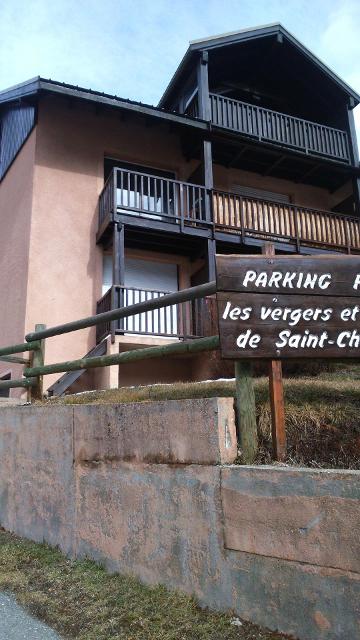 PARKING
les vergers et
de Saint-Ch